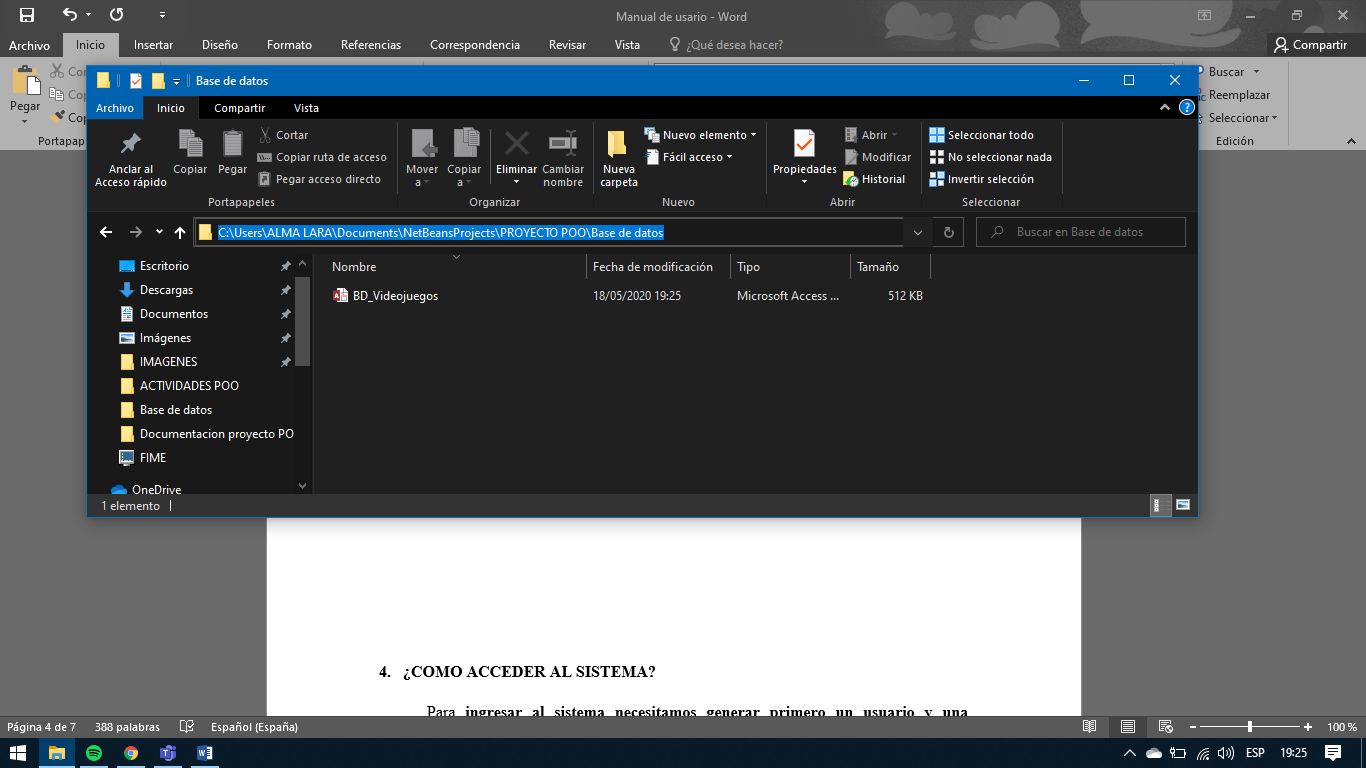 Manual de usario - Word
Archivo Inicio Insertar Diseño Formato Referencias Correspondencia Revisar Vista ¿Qué desea hacer? Compartir
Pegar
Portapap
Buscar
Reemplazar
Seleccionar
Edición
Base de datos
Archivo Inicio Compartir Vista
Anclar al Acceso rápido
Copiar
Pegar
Cortar
Copiar ruta de acceso
Pegar acceso directo
Portapapeles
Mover a
Copiar a
Eliminar
Cambiar nombre
Organizar
Nueva carpeta
Nuevo elemento
Fácil acceso
Nuevo
Propiedades
Abrir
Modificar
Historial
Abrir
Seleccionar todo
No seleccionar nada
Invertir selección
Seleccionar
C:\Users\ALMA LARA\Documents\NetBeansProjects\PROYECTO POO\Base de datos
Buscar en Base de datos
Escritorio
Descargas
Documentos
Imágenes
IMAGENES
ACTIVIDADES POO
Base de datos
Documentacion proyecto PO
FIME
OneDrive
Nombre Fecha de modificación Tipo Tamaño
BD_Videojuegos 18/05/2020 19:25 Microsoft Access ... 512 KB
1 elemento
4. ¿COMO ACCEDER AL SISTEMA?
Para ingresar al sistema necesitamos generar primero un usuario y una
Página 4 de 7 388 palabras Español (España) 100 %
ESP 19:25